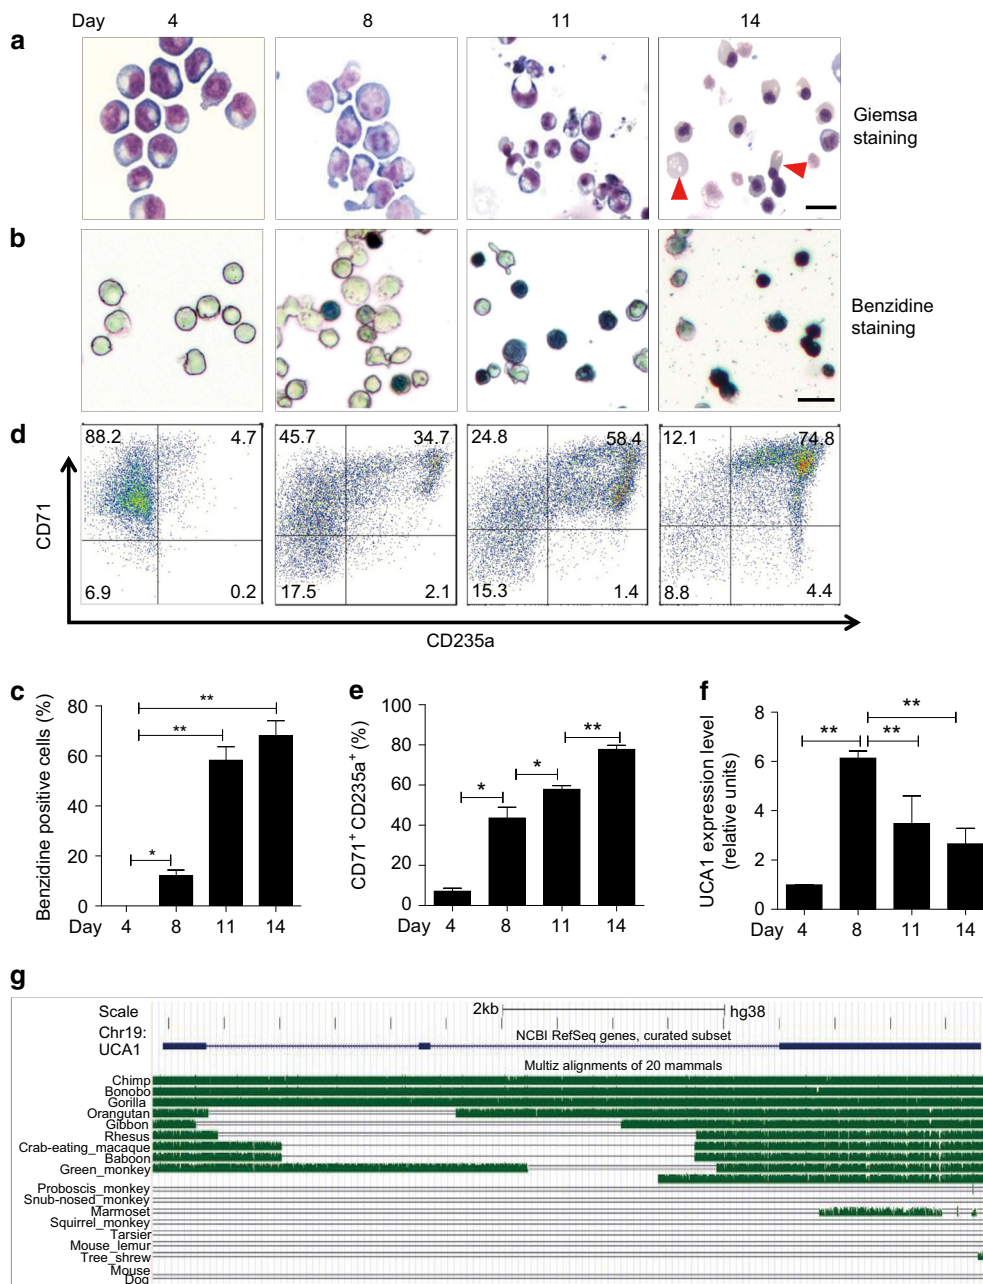 Day 4 8 11 14
a
Giemsa
staining
b
Benzidine
staining
d
88.2 4.7 45.7 34.7 24.8 58.4 12.1 74.8
CD71
6.9 0.2 17.5 2.1 15.3 1.4 8.8 4.4
CD235a
c
Benzidine positive cells (%)
80
60
40
20
0
* ** **
Day 4 8 11 14
e
CD71+ CD235a+ (%)
100
80
60
40
20
0
* * **
Day 4 8 11 14
f
UCA1 expression level
(relative units)
8
6
4
2
0
** ** **
Day 4 8 11 14
g
Scale 2kb hg38
Chr19:
NCBI RefSeq genes, curated subset
UCA1
Multiz alignments of 20 mammals
Chimp
Bonobo
Gorilla
Orangutan
Gibbon
Rhesus
Crab-eating_macaque
Baboon
Green_monkey
Proboscis_monkey
Snub-nosed_monkey
Marmoset
Squirrel_monkey
Tarsier
Mouse_lemur
Tree_shrew
Mouse
Dog